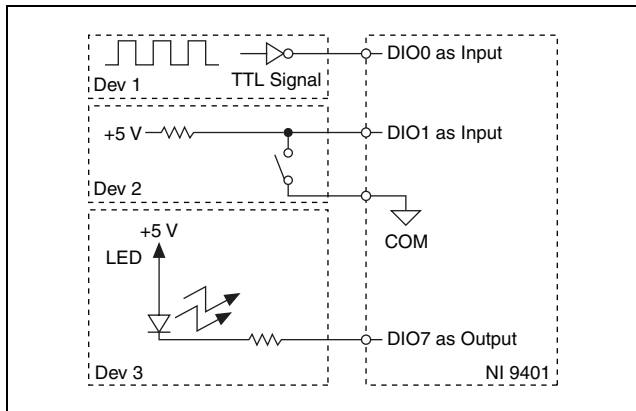 DIO0 as Input
TTL Signal
Dev 1
+5 V
DIO1 as Input
Dev 2
COM
+5 V
LED
DIO7 as Output
Dev 3
NI 9401